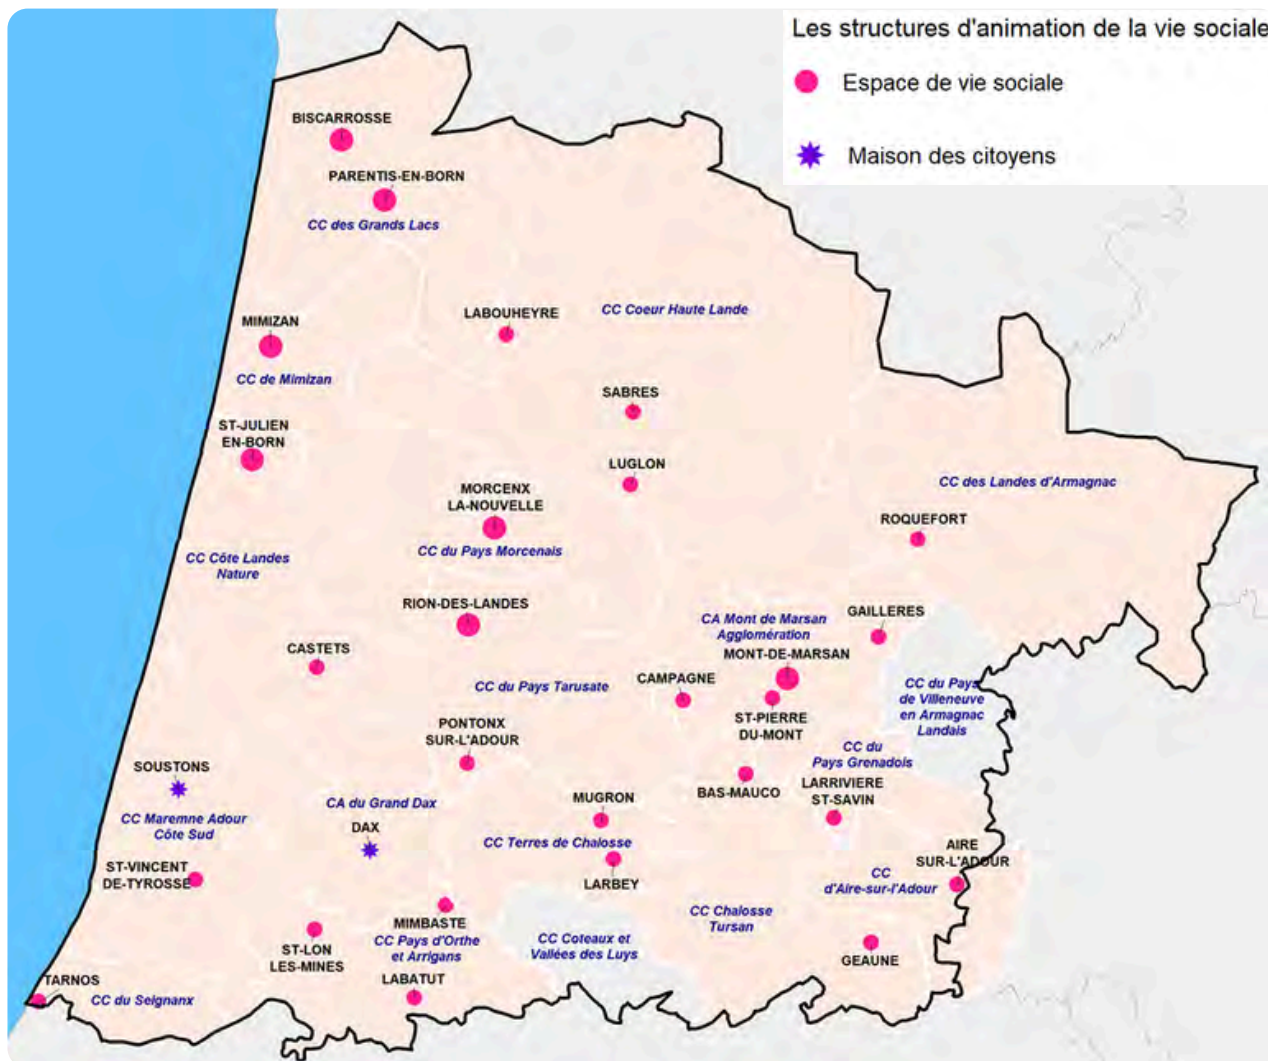 Les structures d'animation de la vie sociale
Espace de vie sociale
Maison des citoyens
BISCARROSSE
PARENTIS-EN-BORN
CC des Grands Lacs
MIMIZAN
LABOUHEYRE
CC Coeur Haute Lande
CC de Mimizan
SABRES
ST-JULIEN
EN-BORN
LUGLON
MORCENX
LA-NOUVELLE
CC des Landes d'Armagnac
ROQUEFORT
CC du Pays Morcenais
CC Côte Landes
Nature
RION-DES-LANDES
GAILLERES
CA Mont de Marsan
Agglomération
CASTETS
MONT-DE-MARSAN
CAMPAGNE
CC du Pays Tarusate
CC du Pays
de Villeneuve
en Armagnac
Landais
ST-PIERRE
DU-MONT
PONTONX
SUR-L'ADOUR
CC du
Pays Grenadois
SOUSTONS
BAS-MAUCO
LARRIVIERE
ST-SAVIN
CA du Grand Dax
MUGRON
CC Maremne Adour
Côte Sud
DAX
CC Terres de Chalosse
AIRE
SUR-L'ADOUR
ST-VINCENT
DE-TYROSSE
LARBEY
CC
d'Aire-sur-l'Adour
MIMBASTE
CC Chalosse
Tursan
CC Pays d'Orthe
et Arrigans
CC Coteaux et
Vallées des Luys
ST-LON
LES-MINES
GEAUNE
TARNOS
LABATUT
CC du Seignanx